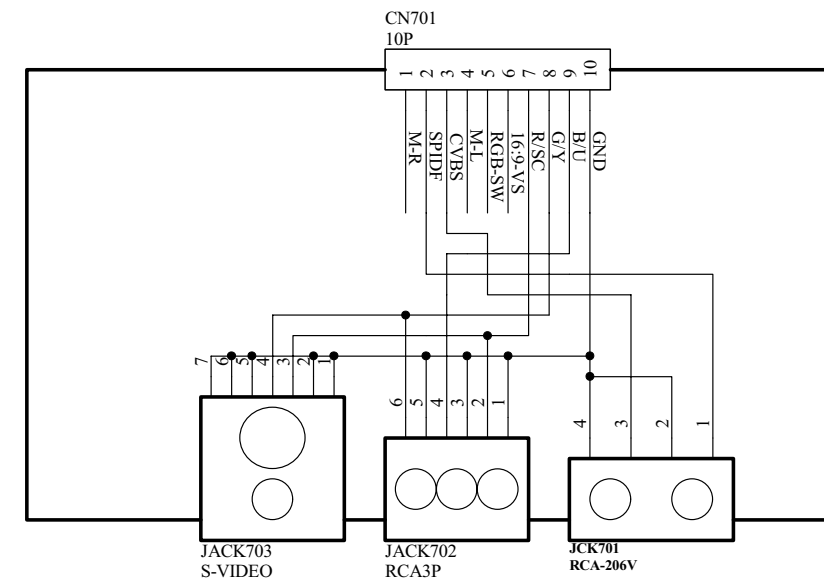 CN701
10P
1 2 3 4 5 6 7 8 9 10
M-R
SPIDF
CVBS
M-L
RGB-SW
16:9-VS
R/SC
G/Y
B/U
GND
7 6 5 4 3 2 1
6 5 4 3 2 1
4 3 2 1
JACK703
S-VIDEO
JACK702
RCA3P
JCK701
RCA-206V